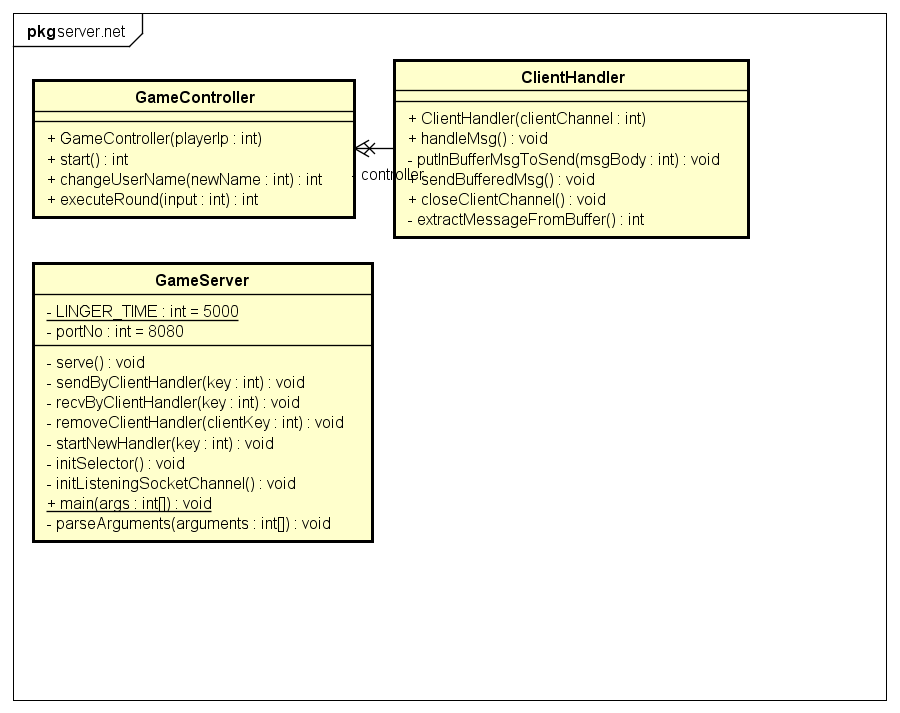 pkg server.net
GameController
+ GameController(playerIp : int)
+ start() : int
+ changeUserName(newName : int) : int
+ executeRound(input : int) : int
- controller
ClientHandler
+ ClientHandler(clientChannel : int)
+ handleMsg() : void
- putInBufferMsgToSend(msgBody : int) : void
+ sendBufferedMsg() : void
+ closeClientChannel() : void
- extractMessageFromBuffer() : int
GameServer
- LINGER_TIME : int = 5000
- portNo : int = 8080
- serve() : void
- sendByClientHandler(key : int) : void
- recvByClientHandler(key : int) : void
- removeClientHandler(clientKey : int) : void
- startNewHandler(key : int) : void
- initSelector() : void
- initListeningSocketChannel() : void
+ main(args : int[]) : void
- parseArguments(arguments : int[]) : void